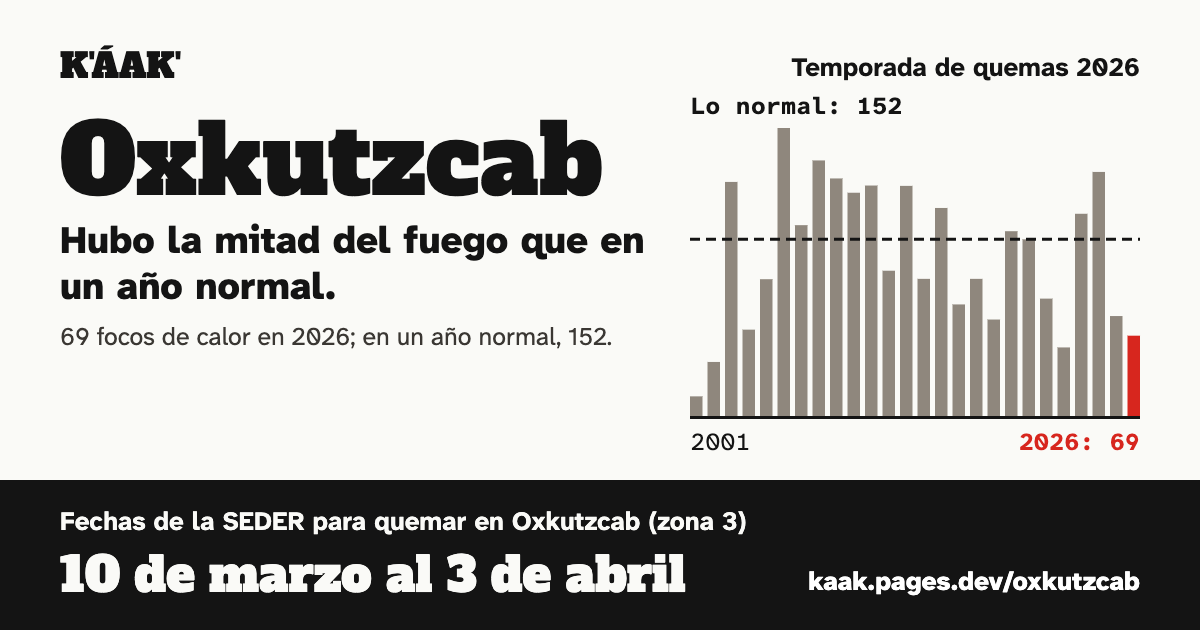 K'ÁAK'
Oxkutzcab
Hubo la mitad del fuego que en
un año normal.
69 focos de calor en 2026; en un año normal, 152.
Temporada de quemas 2026
Lo normal: 152
2001
2026: 69
Fechas de la SEDER para quemar en Oxkutzcab (zona 3)
10 de marzo al 3 de abril
kaak.pages.dev/oxkutzcab